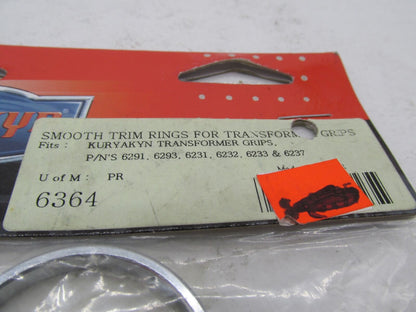 SMOOTH TRIM RINGS FOR TRANSFORM GRIPS
Fits : KURYAKYN TRANSFORMER GRIPS,
P/N'S 6291, 6293, 6231, 6232, 6233 & 6237
U of M : PR
6364